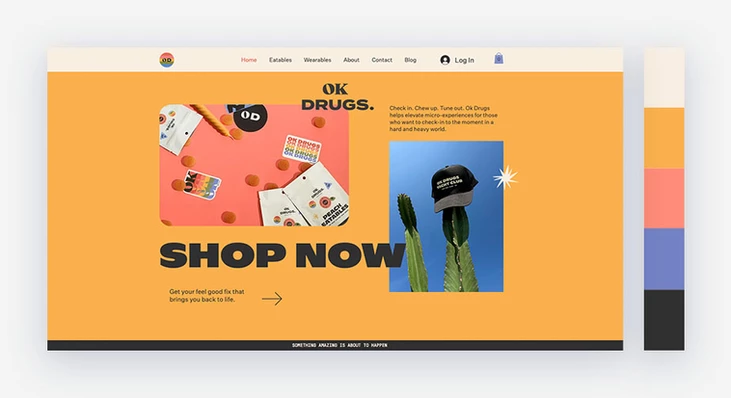 OD
Home Eatables Wearables About Contact Blog Log In
OK
DRUGS.
Check in. Chew up. Tune out. Ok Drugs
helps elevate micro-experiences for those
who want to check-in to the moment in a
hard and heavy world.
OD
OK DRUGS
OK DRUGS
OK DRUGS
OK DRUGS
OK
PEACH
EATABLES
OK DRUGS
NIGHT CLUB
SHOP NOW
Get your feel good fix that
brings you back to life.
SOMETHING AMAZING IS ABOUT TO HAPPEN